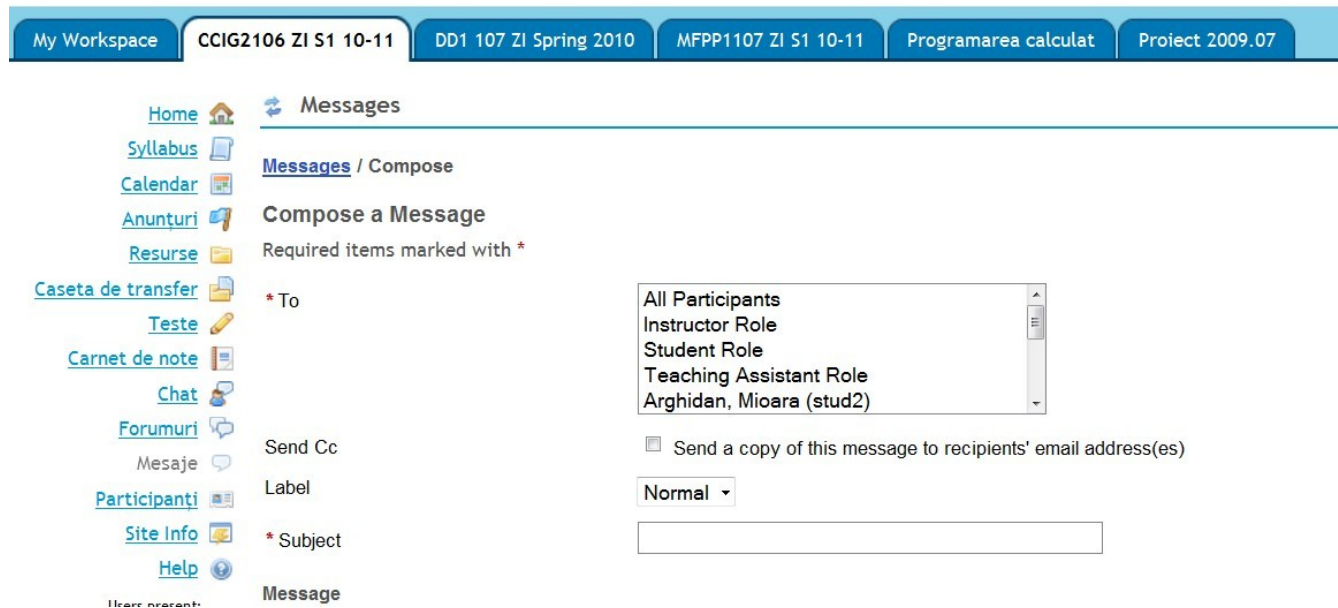 My Workspace CCIG2106 ZI S1 10-11 DD1 107 ZI Spring 2010 MFPP1107 ZI S1 10-11 Programarea calculat Proiect 2009.07
Home
Syllabus
Calendar
Anunțuri
Resurse
Caseta de transfer
Teste
Carnet de note
Chat
Forumuri
Mesaje
Participanți
Site Info
Help
Users present:
Messages
Messages / Compose
Compose a Message
Required items marked with *
* To
All Participants
Instructor Role
Student Role
Teaching Assistant Role
Arghidan, Mioara (stud2)
Send Cc
Send a copy of this message to recipients' email address(es)
Label
Normal
* Subject
Message